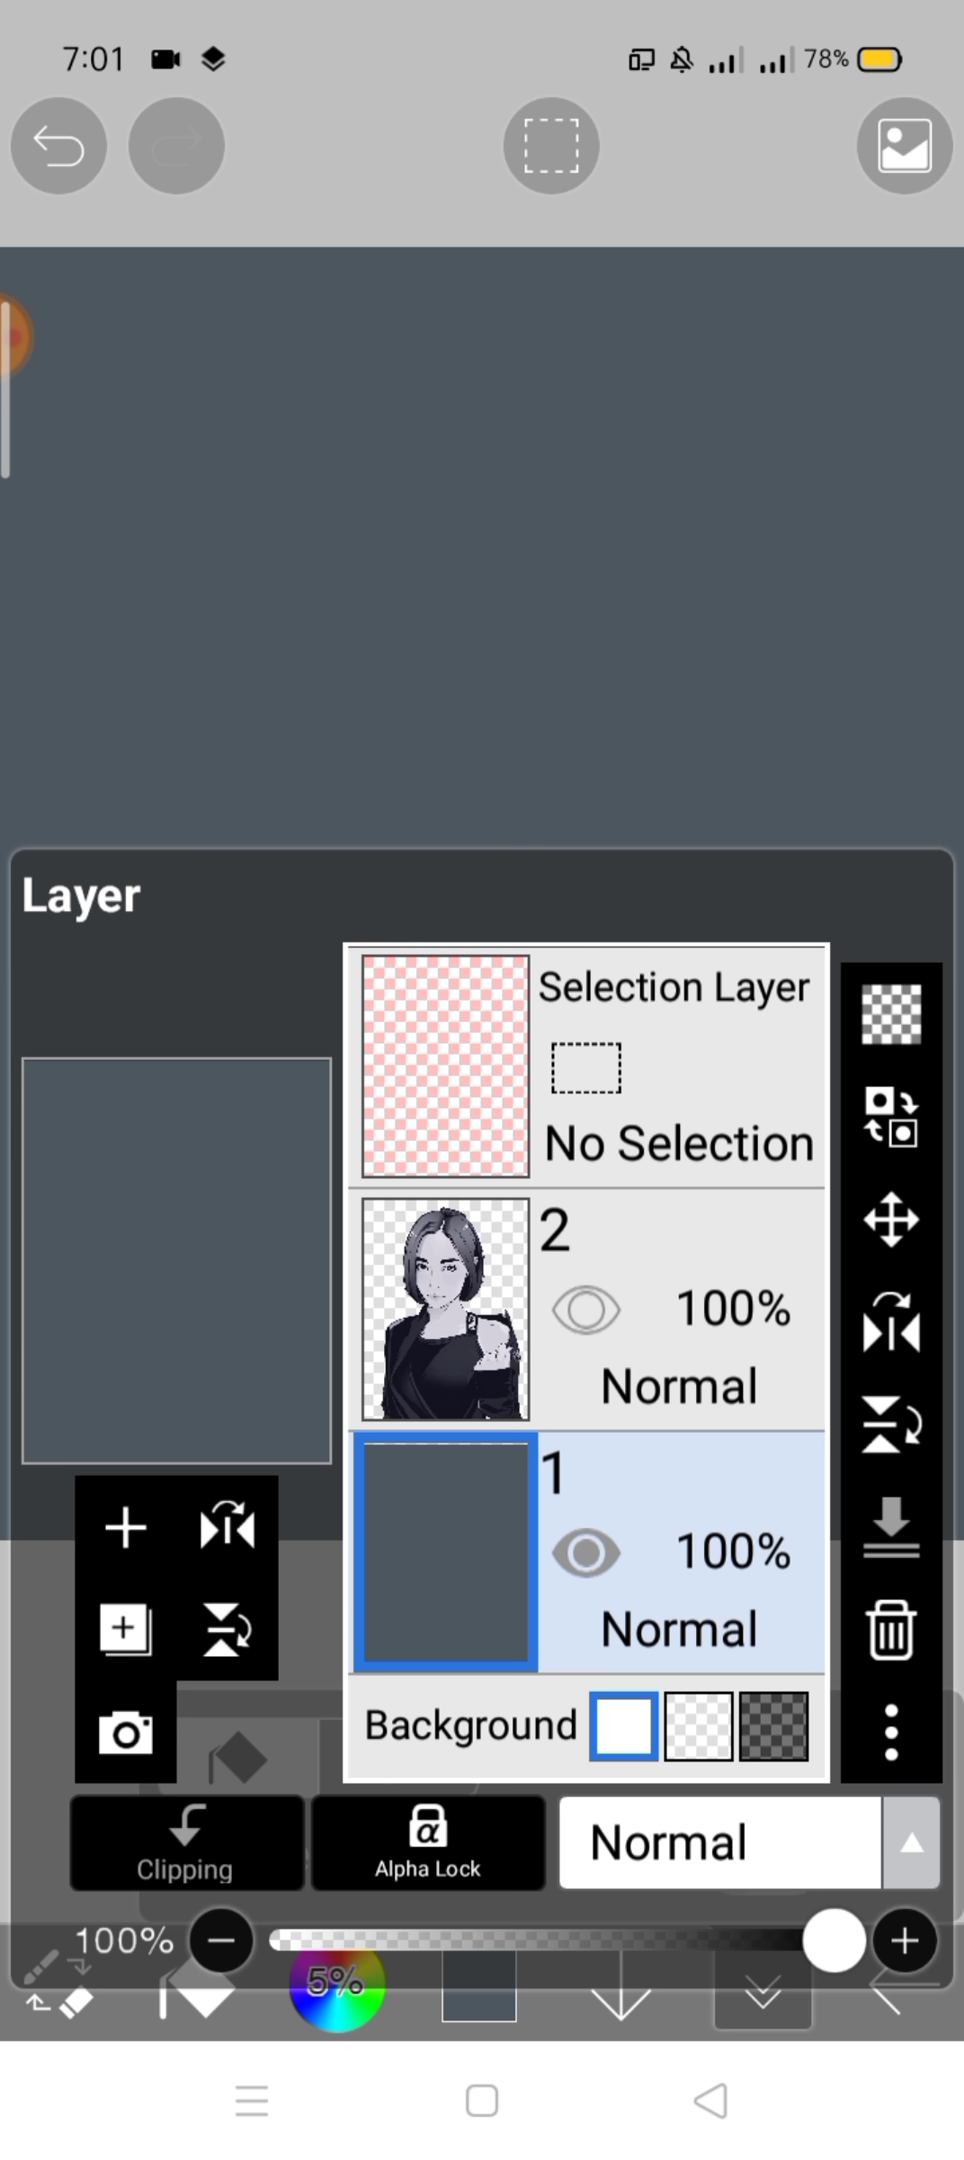 7:01
78%
Layer
Selection Layer
No Selection
2
100%
Normal
1
100%
Normal
Background
Clipping
α
Alpha Lock
Normal
100%
5%